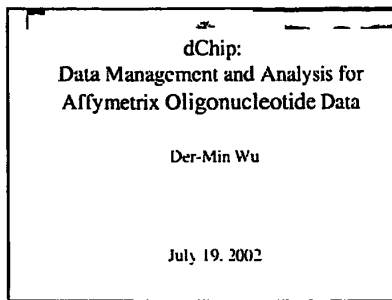 dChip:
Data Management and Analysis for
Affymetrix Oligonucleotide Data
Der-Min Wu
July 19, 2002